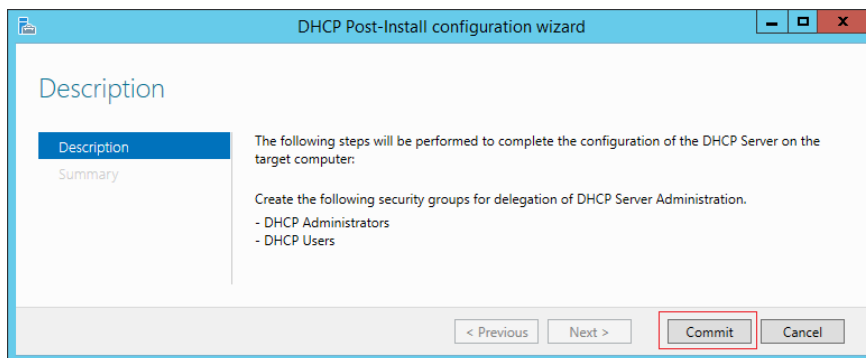 DHCP Post-Install configuration wizard
Description
Description
Summary
The following steps will be performed to complete the configuration of the DHCP Server on the
target computer:
Create the following security groups for delegation of DHCP Server Administration.
- DHCP Administrators
- DHCP Users
< Previous
Next >
Commit
Cancel